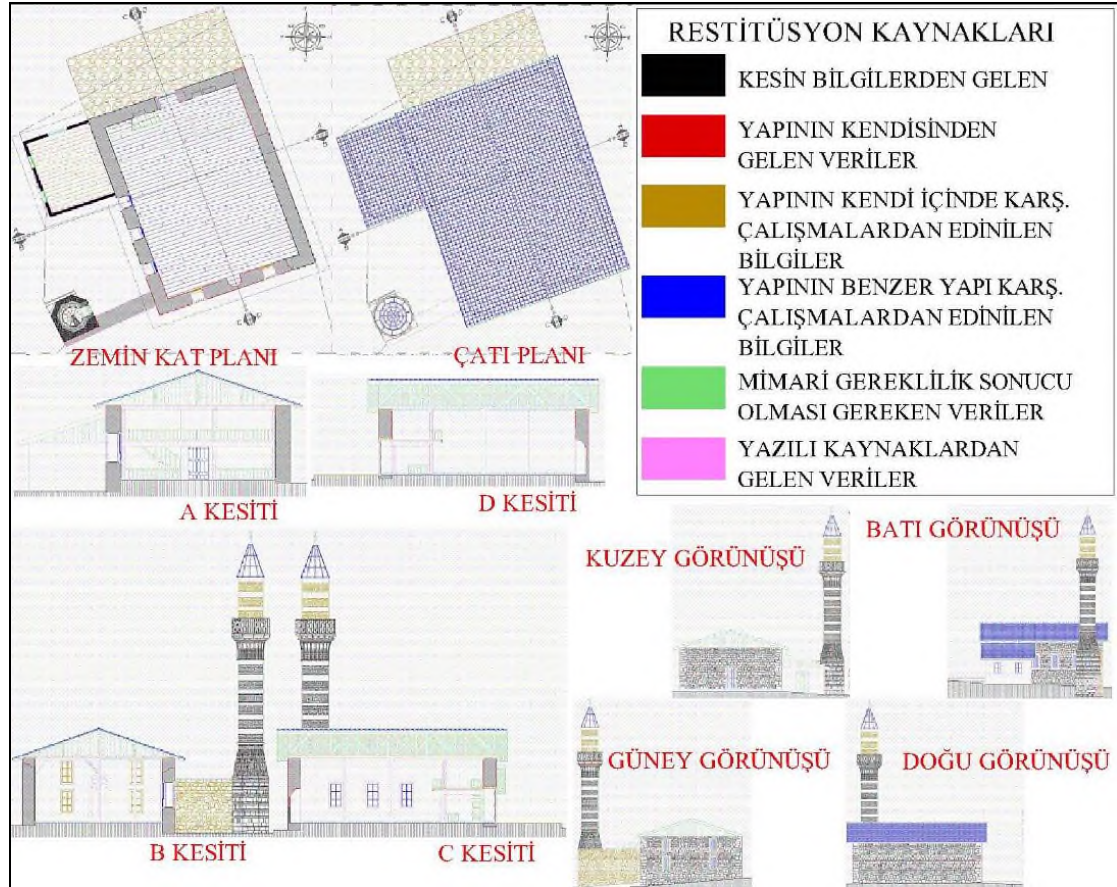 RESTİTÜSYON KAYNAKLARI
KESİN BİLGİLERDEN GELEN
YAPININ KENDİSİNDEN
GELEN VERİLER
YAPININ KENDİ İÇİNDE KARŞ.
ÇALIŞMALARDAN EDİNİLEN
BİLGİLER
YAPININ BENZER YAPI KARŞ.
ÇALIŞMALARDAN EDİNİLEN
BİLGİLER
MİMARİ GEREKLİLİK SONUCU
OLMASI GEREKEN VERİLER
YAZILI KAYNAKLARDAN
GELEN VERİLER
ZEMİN KAT PLANI
ÇATI PLANI
A KESİTİ
D KESİTİ
KUZEY GÖRÜNÜŞÜ
BATI GÖRÜNÜŞÜ
GÜNEY GÖRÜNÜŞÜ
DOĞU GÖRÜNÜŞÜ
B KESİTİ
C KESİTİ